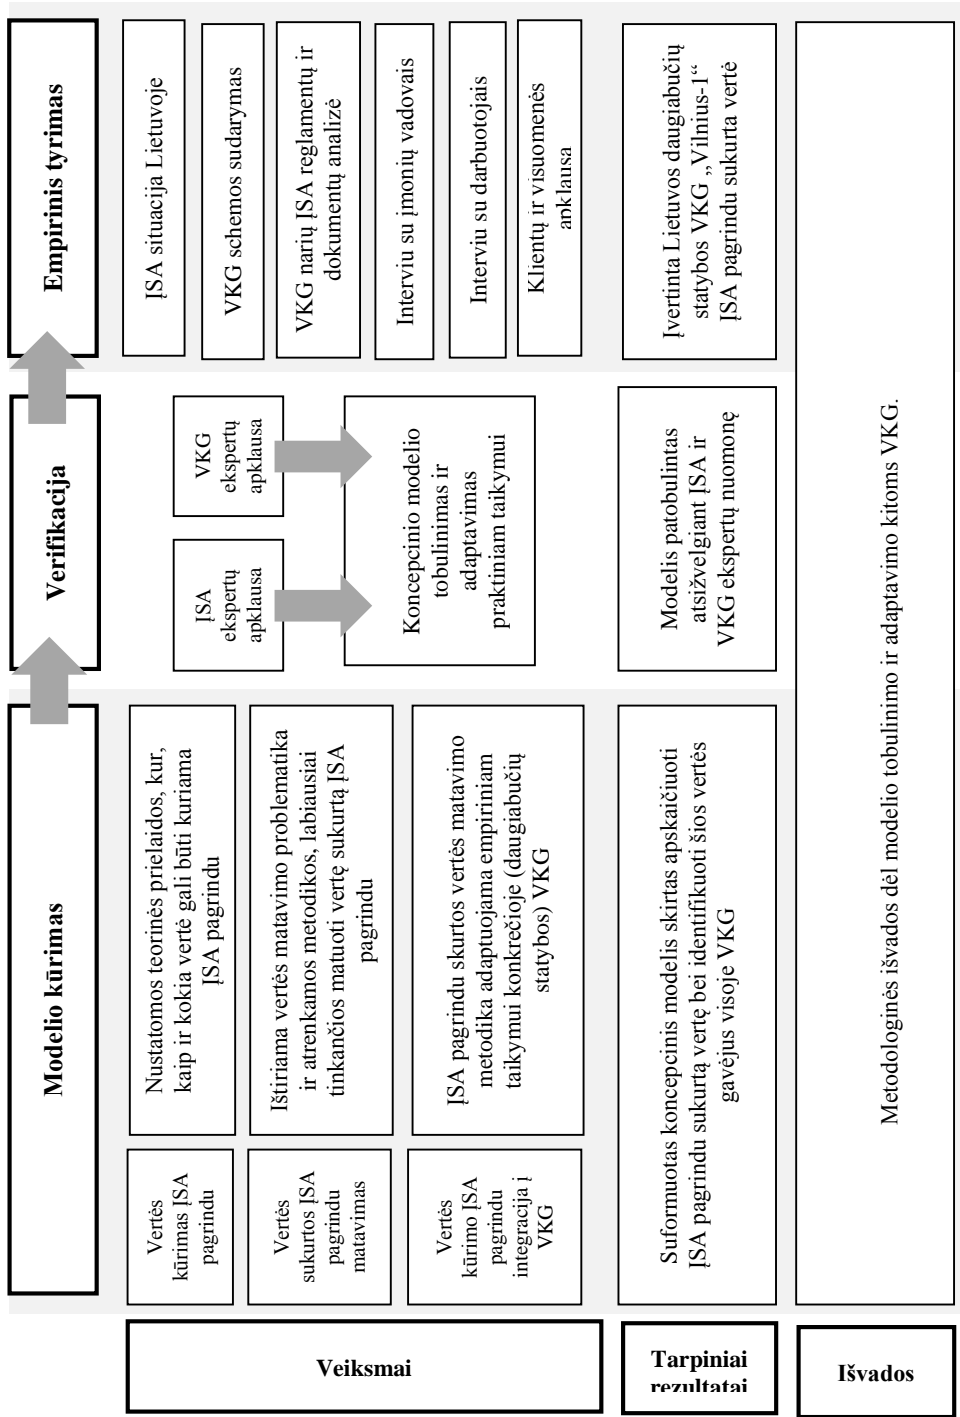 Modelio kūrimas
Verifikacija
Empirinis tyrimas
Veiksmai
Vertės
kūrimas ĮSA
pagrindu
Nustatomos teorinės prielaidos, kur,
kaip ir kokia vertė gali būti kuriama
ĮSA pagrindu
Vertės
sukurtos ĮSA
pagrindu
matavimas
Ištiriama vertės matavimo problematika
ir atrenkamos metodikos, labiausiai
tinkančios matuoti vertę sukurtą ĮSA
pagrindu
Vertės
kūrimo ĮSA
pagrindu
integracija į
VKG
ĮSA pagrindu skurtos vertės matavimo
metodika adaptuojama empiriniam
taikymui konkrečioje (daugiabučių
statybos) VKG
ĮSA
ekspertų
apklausa
VKG
ekspertų
apklausa
Koncepcinio modelio
tobulinimas ir
adaptavimas
praktiniam taikymui
ĮSA situacija Lietuvoje
VKG schemos sudarymas
VKG narių ĮSA reglamentų ir
dokumentų analizė
Interviu su įmonių vadovais
Interviu su darbuotojais
Klientų ir visuomenės
apklausa
Tarpiniai
rezultatai
Suformuotas koncepcinis modelis skirtas apskaičiuoti
ĮSA pagrindu sukurtą vertę bei identifikuoti šios vertės
gavėjus visoje VKG
Modelis patobulintas
atsižvelgiant ĮSA ir
VKG ekspertų nuomonę
Įvertinta Lietuvos daugiabučių
statybos VKG „Vilnius-1“
ĮSA pagrindu sukurta vertė
Išvados
Metodologinės išvados dėl modelio tobulinimo ir adaptavimo kitoms VKG.